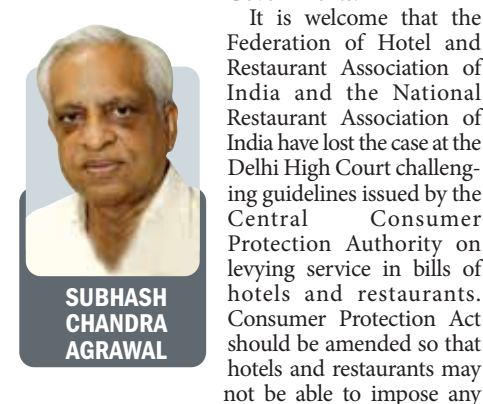 It is welcome that the
Federation of Hotel and
Restaurant Association of
India and the National
Restaurant Association of
India have lost the case at the
Delhi High Court challeng-
ing guidelines issued by the
Central Consumer
Protection Authority on
levying service in bills of
hotels and restaurants.
Consumer Protection Act
should be amended so that
hotels and restaurants may
not be able to impose any
SUBHASH
CHANDRA
AGRAWAL